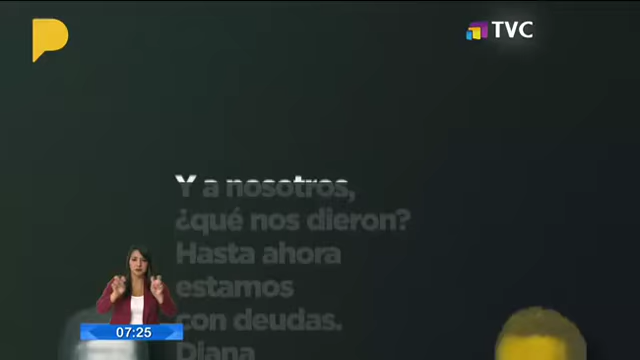 TVC
Y a nosotros,
¿qué nos dieron?
Hasta ahora
estamos
con deudas.
Diana
07:25